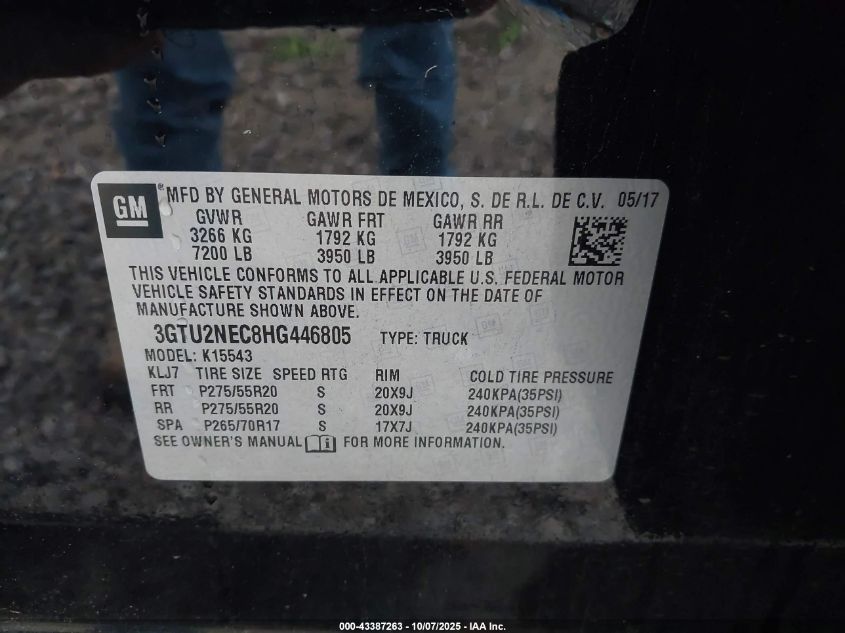 GM MFD BY GENERAL MOTORS DE MEXICO, S. DE R.L. DE C.V. 05/17
GVWR GAWR FRT GAWR RR
3266 KG 1792 KG 1792 KG
7200 LB 3950 LB 3950 LB
THIS VEHICLE CONFORMS TO ALL APPLICABLE U.S. FEDERAL MOTOR
VEHICLE SAFETY STANDARDS IN EFFECT ON THE DATE OF
MANUFACTURE SHOWN ABOVE.
3GTU2NEC8HG446805 TYPE: TRUCK
MODEL: K15543
KLJ7 TIRE SIZE SPEED RTG RIM COLD TIRE PRESSURE
FRT P275/55R20 S 20X9J 240KPA(35PSI)
RR P275/55R20 S 20X9J 240KPA(35PSI)
SPA P265/70R17 S 17X7J 240KPA(35PSI)
SEE OWNER'S MANUAL FOR MORE INFORMATION.
000-43387263 - 10/07/2025 - IAA Inc.